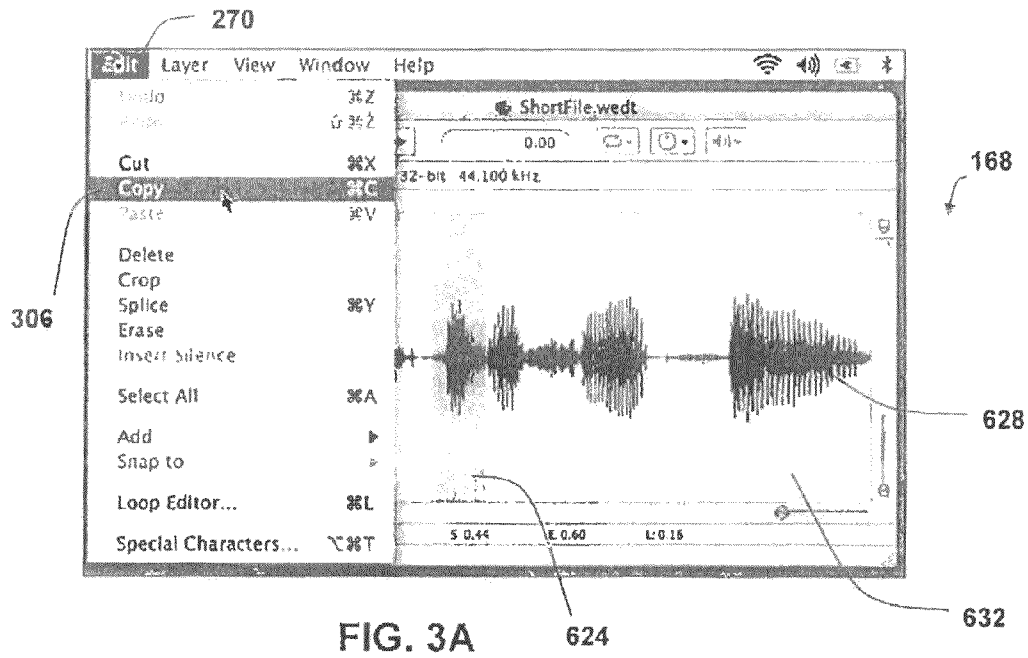 270
Edit Layer View Window Help
Undo ⌘Z
⇧⌘Z
ShortFile.wedt
0.00
Cut ⌘X
32-bit 44.100 kHz
168
Copy ⌘C
Paste ⌘V
Delete
Crop
306
Splice ⌘Y
Erase
Insert Silence
Select All ⌘A
628
Add
Snap to
Loop Editor... ⌘L
S 0.44 E 0.60 L: 0.16
Special Characters... ⌥⌘T
632
FIG. 3A
624